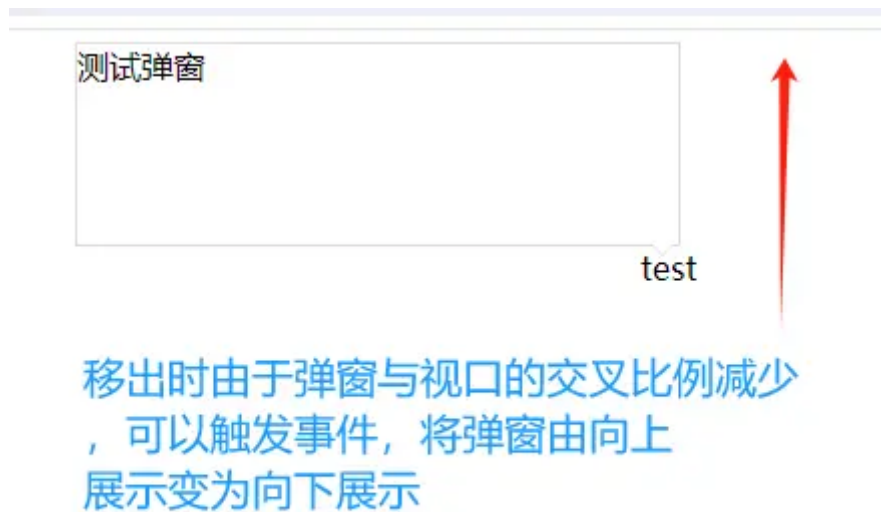 测试弹窗
test
移出时由于弹窗与视口的交叉比例减少
，可以触发事件，将弹窗由向上
展示变为向下展示